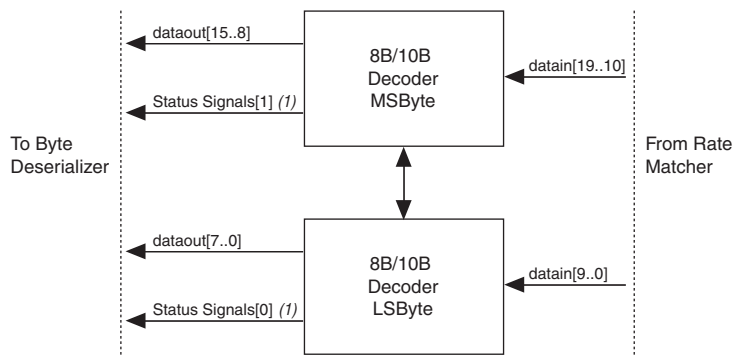 dataout[15..8]
8B/10B
Decoder
MSByte
datain[19..10]
Status Signals[1] (1)
To Byte
Deserializer
From Rate
Matcher
dataout[7..0]
8B/10B
Decoder
LSByte
datain[9..0]
Status Signals[0] (1)